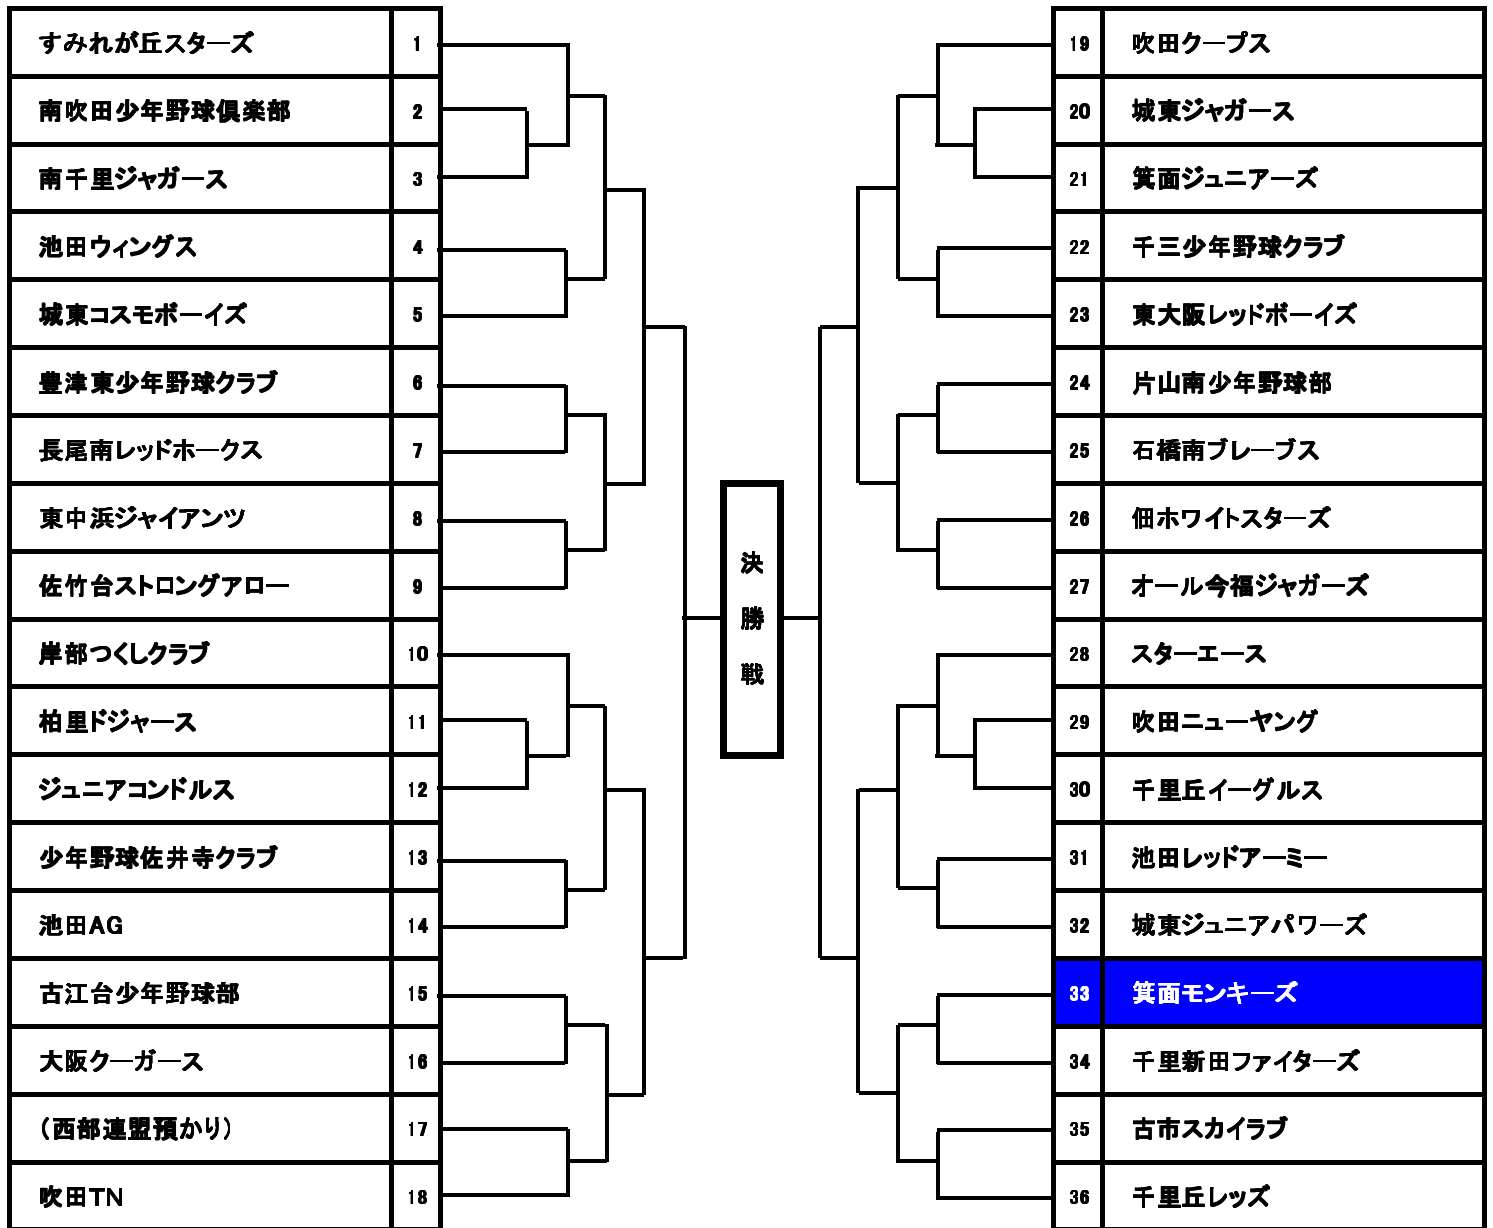 すみれが丘スターズ 1
南吹田少年野球倶楽部 2
南千里ジャガース 3
池田ウィングス 4
城東コスモボーイズ 5
豊津東少年野球クラブ 6
長尾南レッドホークス 7
東中浜ジャイアンツ 8
佐竹台ストロングアロー 9
岸部つくしクラブ 10
柏里ドジャース 11
ジュニアコンドルス 12
少年野球佐井寺クラブ 13
池田AG 14
古江台少年野球部 15
大阪クーガース 16
（西部連盟預かり） 17
吹田TN 18
決
勝
戦
19 吹田クープス
20 城東ジャガース
21 箕面ジュニアーズ
22 千三少年野球クラブ
23 東大阪レッドボーイズ
24 片山南少年野球部
25 石橋南ブレーブス
26 佃ホワイトスターズ
27 オール今福ジャガーズ
28 スターエース
29 吹田ニューヤング
30 千里丘イーグルス
31 池田レッドアーミー
32 城東ジュニアパワーズ
33 箕面モンキーズ
34 千里新田ファイターズ
35 古市スカイラブ
36 千里丘レッズ